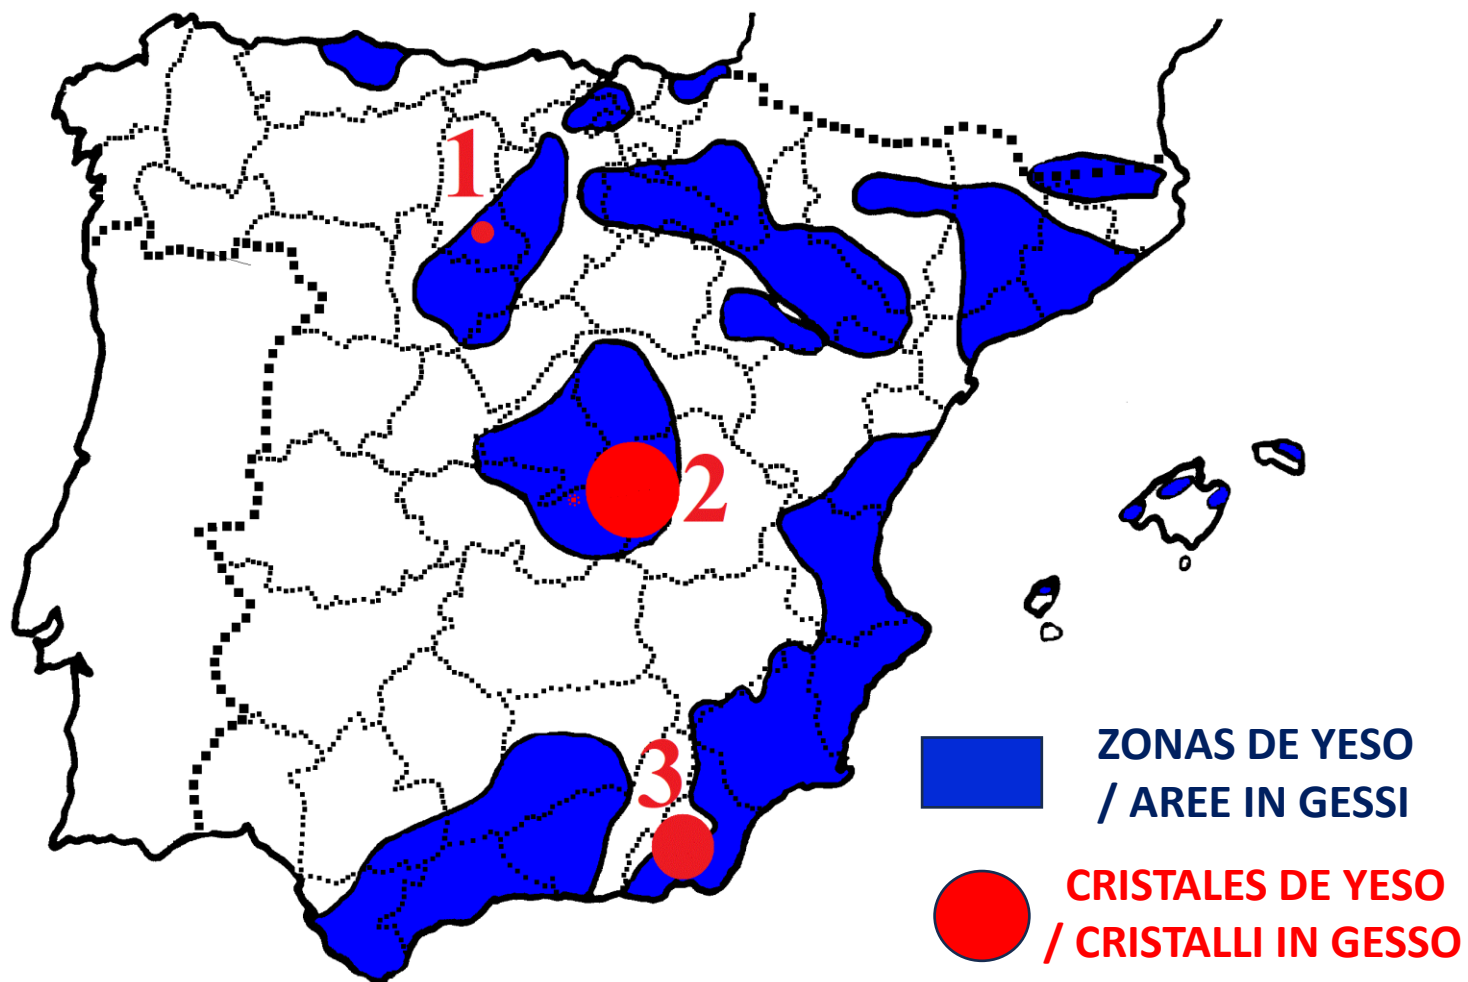 1
2
3
ZONAS DE YESO
/ AREE IN GESSI
CRISTALES DE YESO
/ CRISTALLI IN GESSO